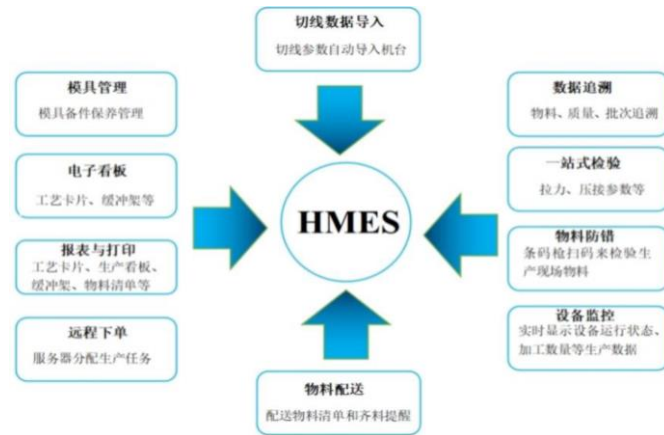 切线数据导入
切线参数自动导入机台
模具管理
模具备件保养管理
电子看板
工艺卡片、缓冲架等
报表与打印
工艺卡片、生产看板、
缓冲架、物料清单等
远程下单
服务器分配生产任务
HMES
数据追溯
物料、质量、批次追溯
一站式检验
拉力、压接参数等
物料防错
条码枪扫码来检验生
产现场物料
设备监控
实时显示设备运行状态、
加工数量等生产数据
物料配送
配送物料清单和齐料提醒